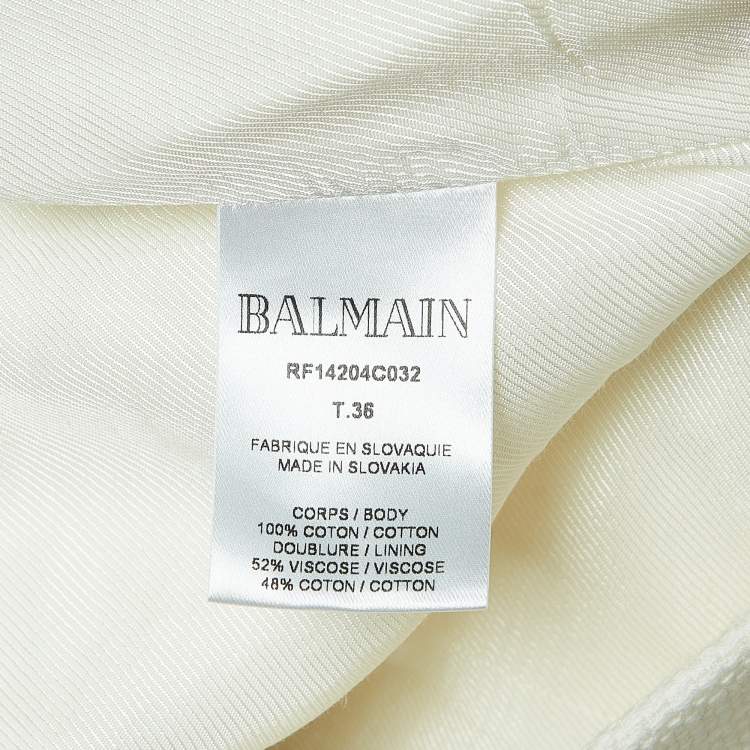 BALMAIN
RF14204C032
T.36
FABRIQUE EN SLOVAQUIE
MADE IN SLOVAKIA
CORPS / BODY
100% COTON / COTTON
DOUBLURE / LINING
52% VISCOSE / VISCOSE
48% COTON / COTTON